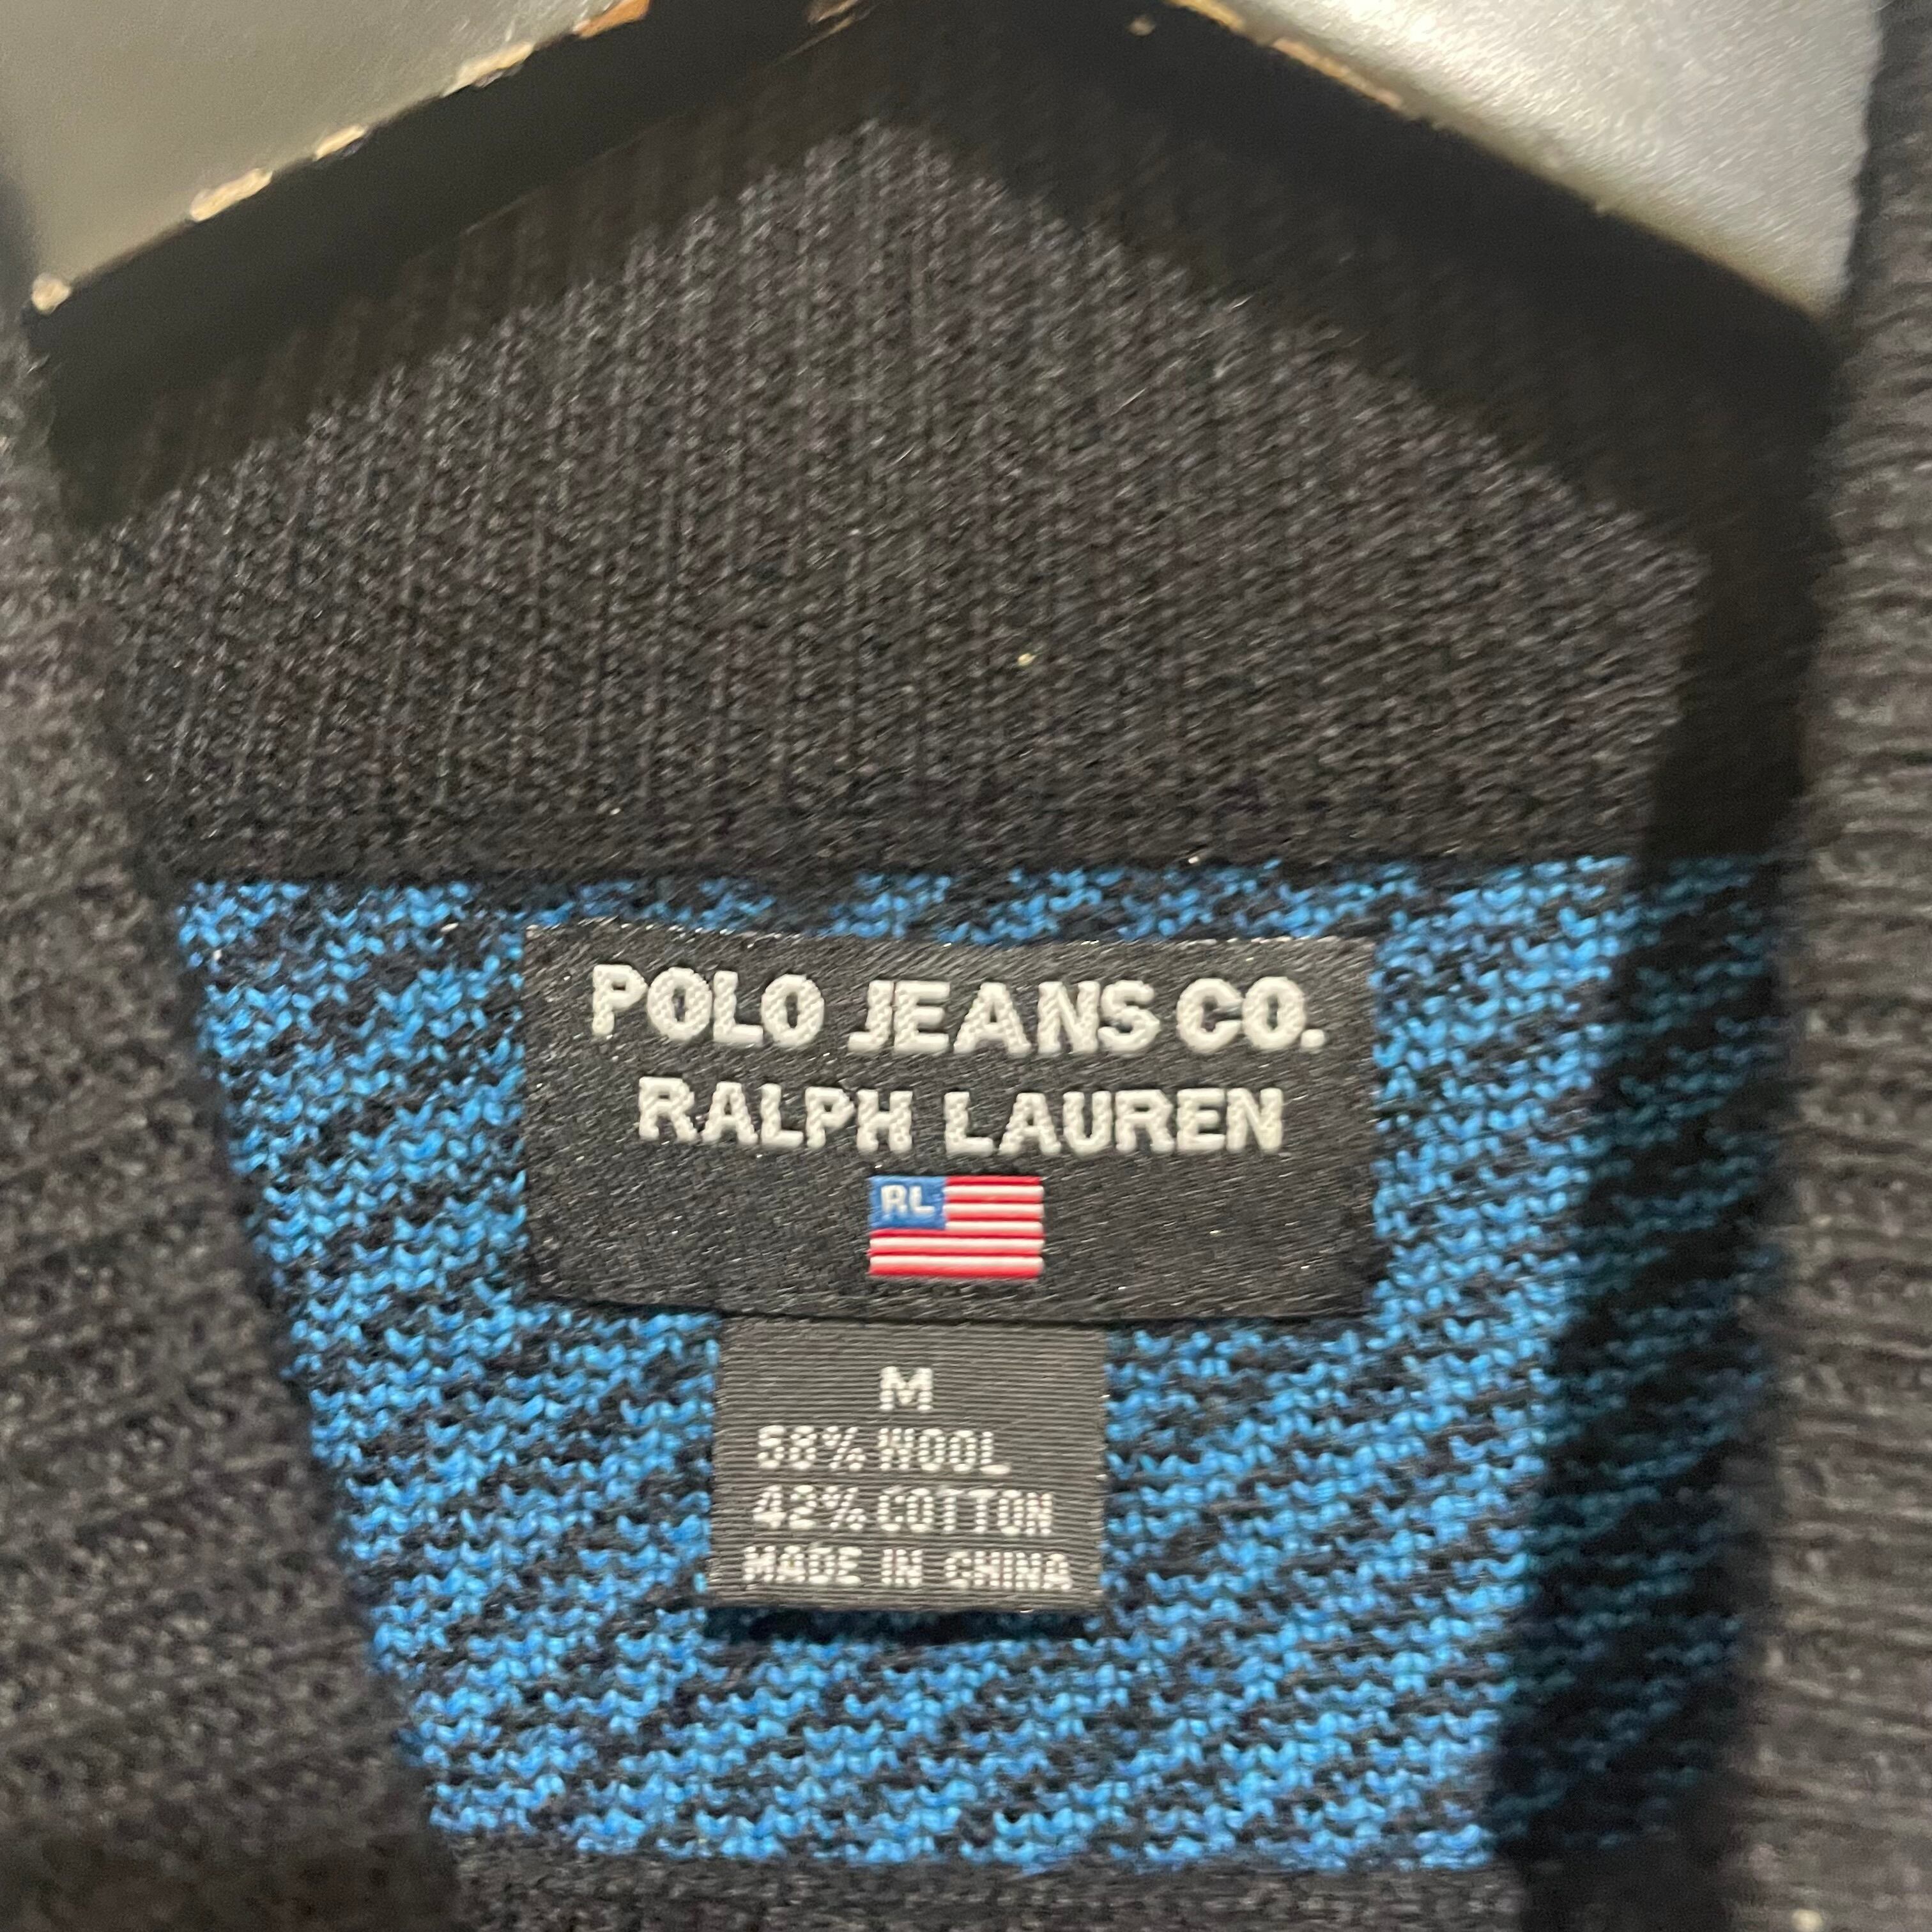 POLO JEANS CO.
RALPH LAUREN
RL
M
58% WOOL
42% COTTON
MADE IN CHINA